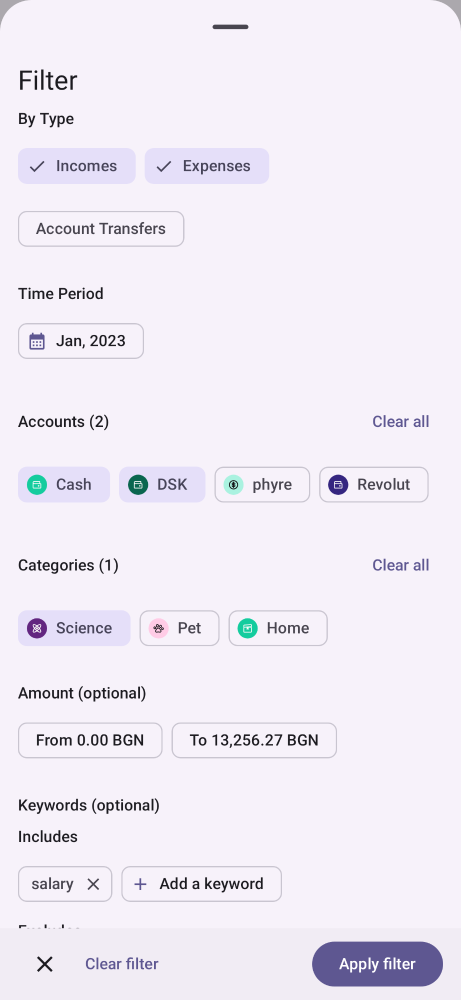 Filter
By Type
Incomes
Expenses
Account Transfers
Time Period
Jan, 2023
Accounts (2)
Clear all
Cash
DSK
phyre
Revolut
Categories (1)
Clear all
Science
Pet
Home
Amount (optional)
From 0.00 BGN
To 13,256.27 BGN
Keywords (optional)
Includes
salary
Add a keyword
Clear filter
Apply filter